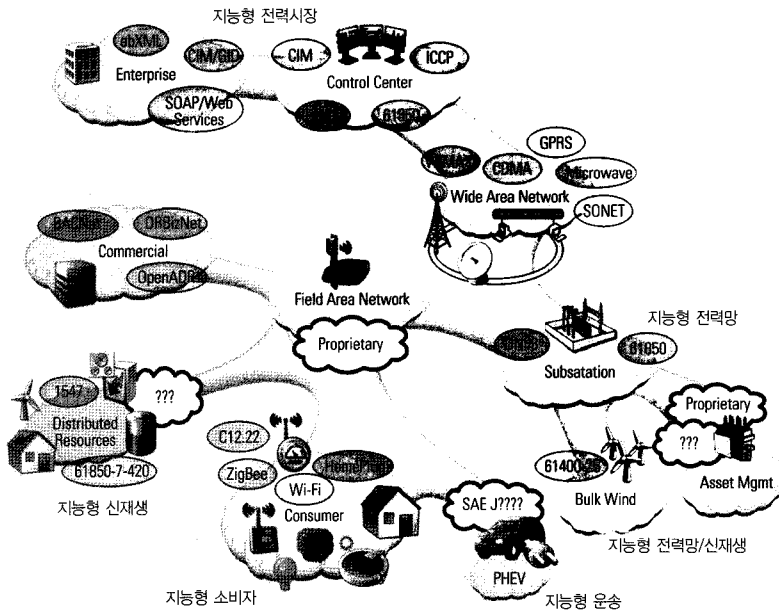 지능형 전력시장
ebXML
CIM/GID
CIM
ICCP
Enterprise
Control Center
SOAP/Web
Services
61850
GPRS
CDMA
Microwave
Wide Area Network
SONET
BACNet
DRBizNet
Commercial
OpenADR
Field Area Network
Proprietary
지능형 전력망
61850
Subsatation
1547
???
Distributed
Resources
61850-7-420
지능형 신재생
C12.22
ZigBee
HomePlug
Wi-Fi
Consumer
지능형 소비자
SAE J????
PHEV
지능형 운송
61400-25
Bulk Wind
Proprietary
???
Asset Mgmt
지능형 전력망/신재생